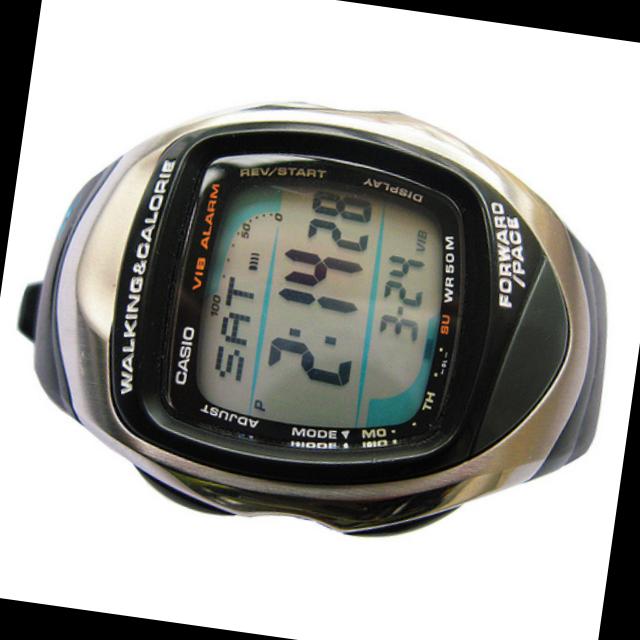 WALKING&CALORIE
CASIO VIB ALARM
ADJUST
REV/START
100 50 0
SAT
P 2:14 28
3-24 VIB
MODE
DISPLAY
MO TH SU WR 50 M
FORWARD
/PACE